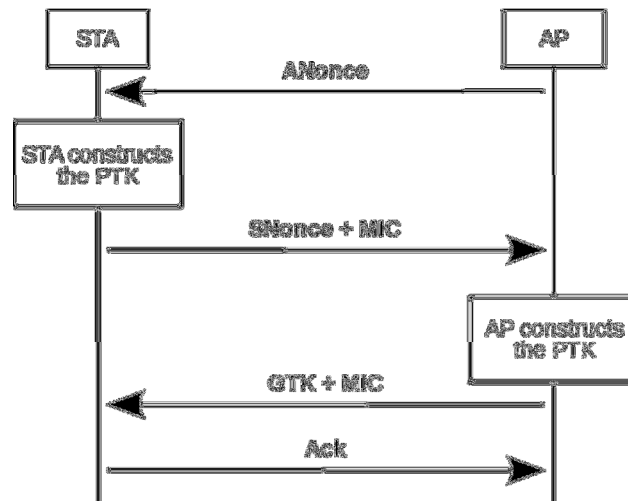 STA
AP
ANonce
STA constructs
the PTK
SNonce + MIC
AP constructs
the PTK
GTK + MIC
Ack